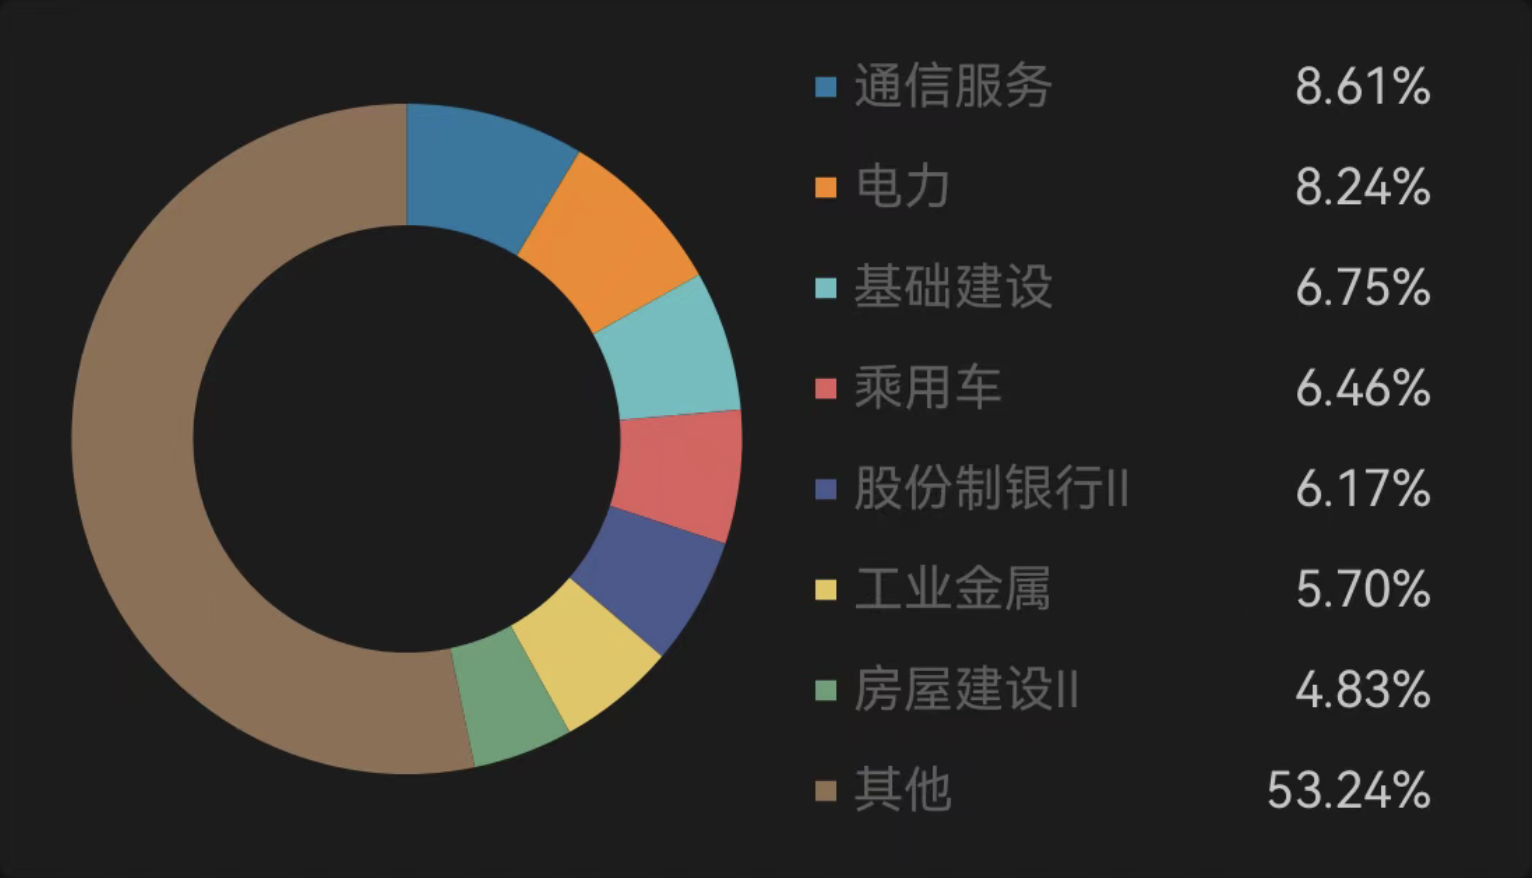 通信服务 8.61%
电力 8.24%
基础建设 6.75%
乘用车 6.46%
股份制银行II 6.17%
工业金属 5.70%
房屋建设II 4.83%
其他 53.24%